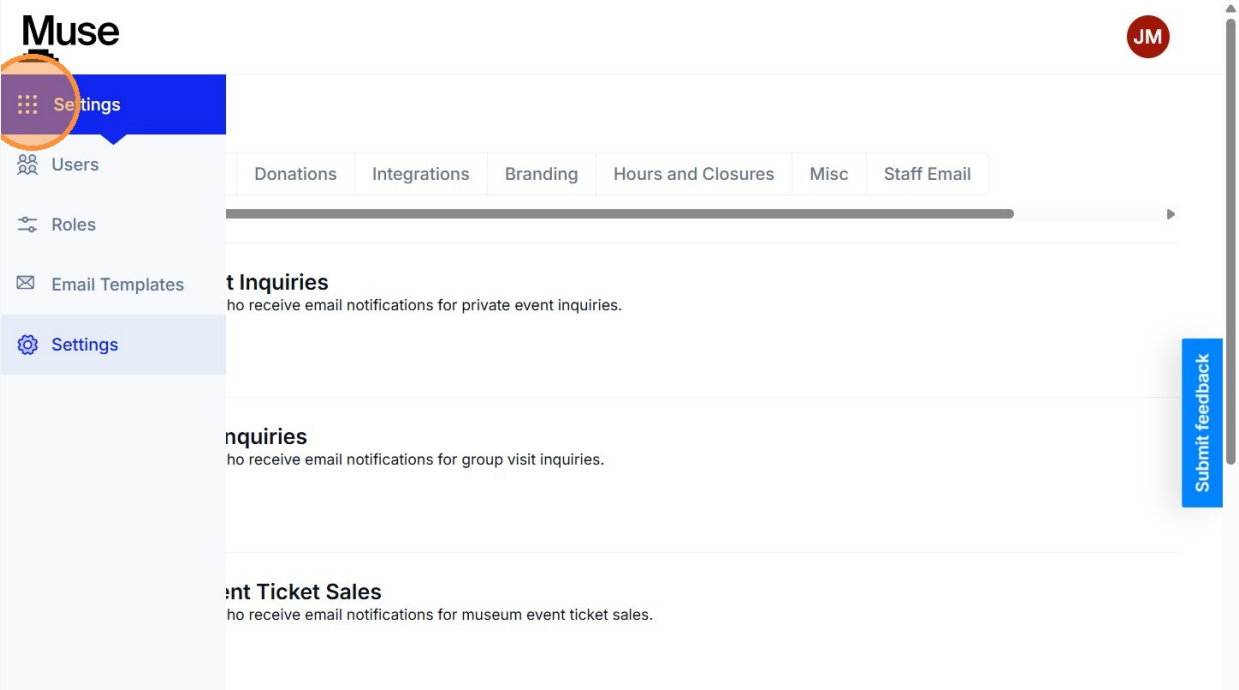 Muse
JM
Settings
Users
Roles
Email Templates
Settings
Donations
Integrations
Branding
Hours and Closures
Misc
Staff Email
t Inquiries
ho receive email notifications for private event inquiries.
nquiries
ho receive email notifications for group visit inquiries.
ent Ticket Sales
ho receive email notifications for museum event ticket sales.
Submit feedback